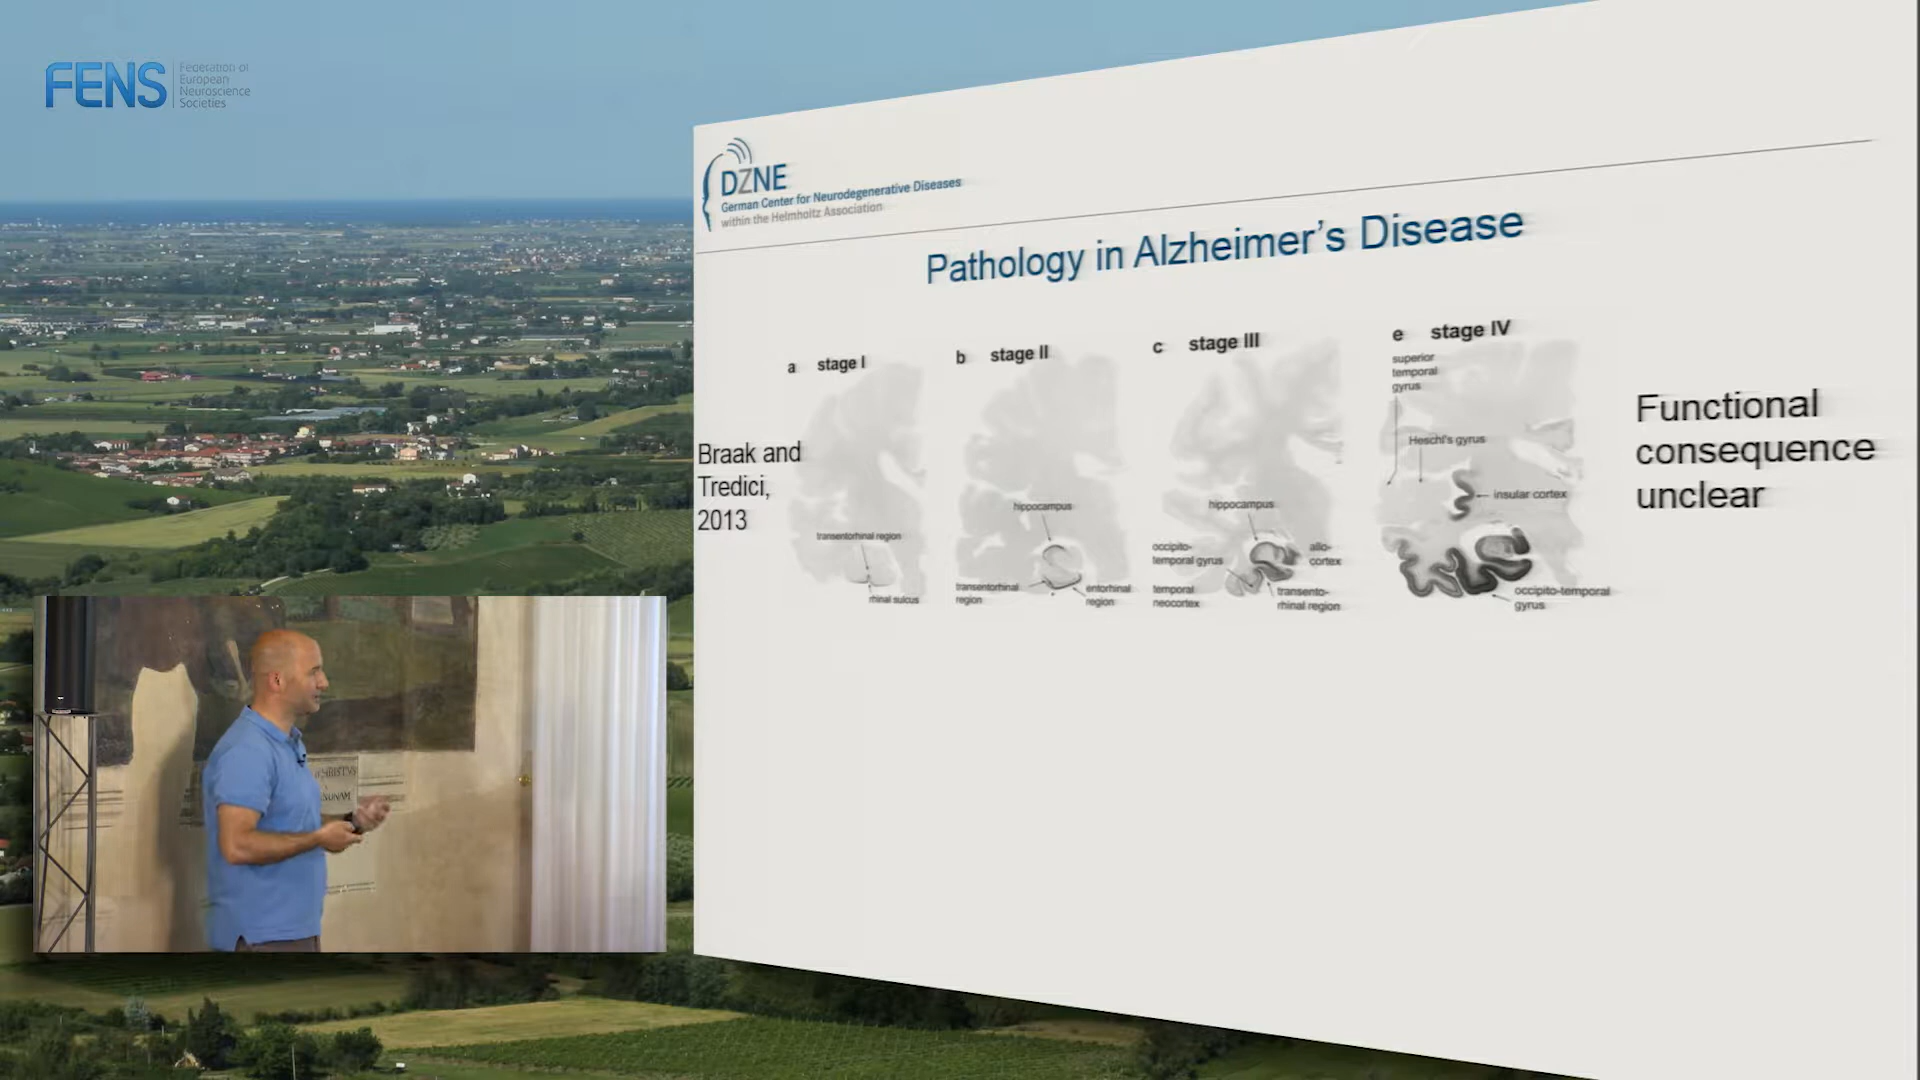 FENS
Federation of
European
Neuroscience
Societies
DZNE
German Center for Neurodegenerative Diseases
within the Helmholtz Association
Pathology in Alzheimer's Disease
a stage I
b stage II
c stage III
e stage IV
superior
temporal
gyrus
Heschl's gyrus
insular cortex
occipito-temporal
gyrus
Braak and
Tredici,
2013
transentorhinal region
rhinal sulcus
hippocampus
transentorhinal
region
entorhinal
region
hippocampus
occipito-
temporal gyrus
allo-
cortex
temporal
neocortex
transento-
rhinal region
Functional
consequence
unclear